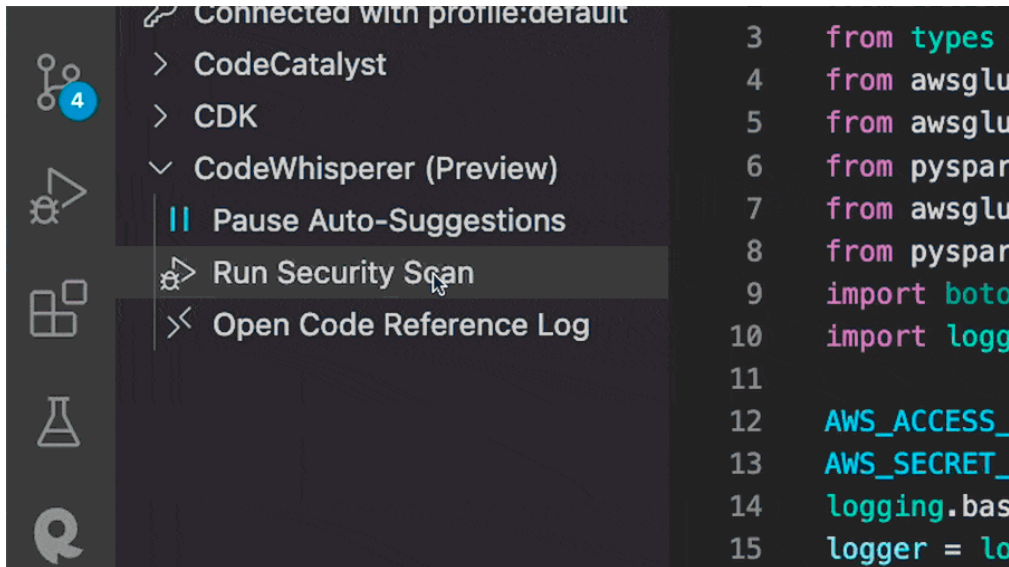 Connected with profile:default
CodeCatalyst
CDK
CodeWhisperer (Preview)
Pause Auto-Suggestions
Run Security Scan
Open Code Reference Log
4
3 from types
4 from awsglu
5 from awsglu
6 from pyspar
7 from awsglu
8 from pyspar
9 import boto
10 import logg
11
12 AWS_ACCESS_
13 AWS_SECRET_
14 logging.bas
15 logger = lo